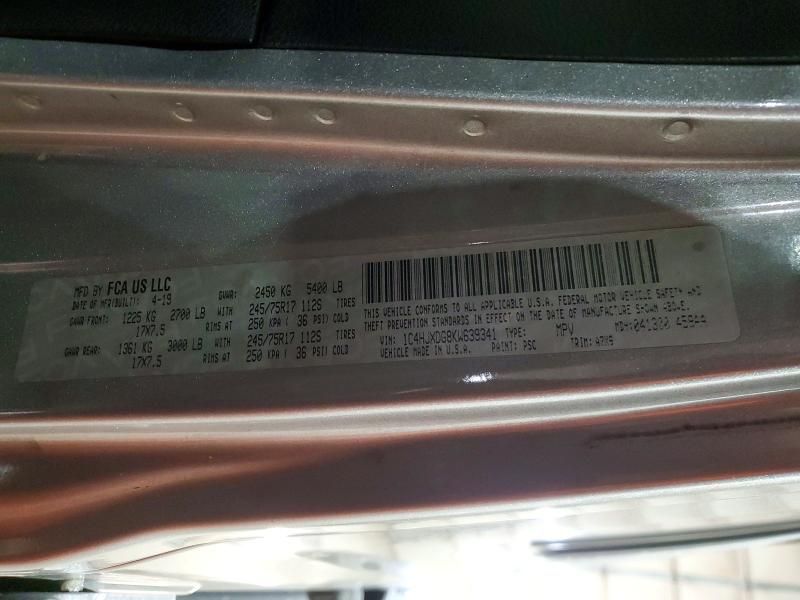 MFD BY FCA US LLC
DATE OF MFR(BUILT): 4-19
GVWR: 2450 KG 5400 LB
GAWR FRONT: 1225 KG 2700 LB WITH 245/75R17 112S TIRES
17X7.5 RIMS AT 250 KPA ( 36 PSI) COLD
GAWR REAR: 1361 KG 3000 LB WITH 245/75R17 112S TIRES
17X7.5 RIMS AT 250 KPA ( 36 PSI) COLD
THIS VEHICLE CONFORMS TO ALL APPLICABLE U.S.A. FEDERAL MOTOR VEHICLE SAFETY AND
THEFT PREVENTION STANDARDS IN EFFECT ON THE DATE OF MANUFACTURE SHOWN ABOVE.
VIN: 1C4HJXDG8KW639341 TYPE: MPV MDH: 041320 45944
VEHICLE MADE IN U.S.A. PAINT: PSC TRIM: